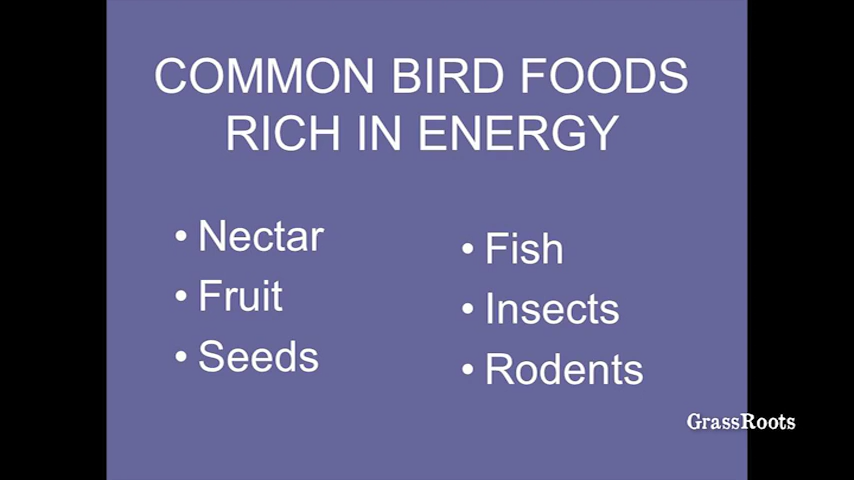 COMMON BIRD FOODS
RICH IN ENERGY
• Nectar
• Fruit
• Seeds
• Fish
• Insects
• Rodents
GrassRoots